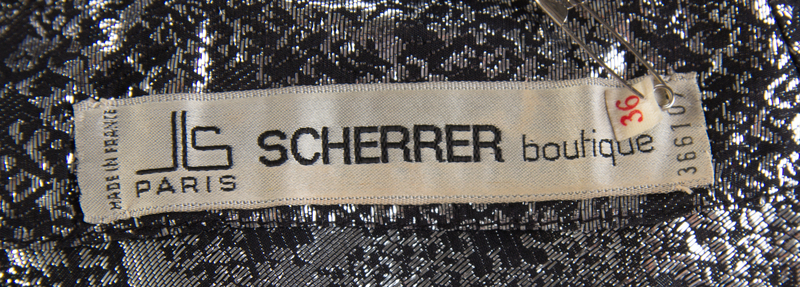 MADE IN FRANCE
JLS
PARIS
SCHERRER boutique
36
366107